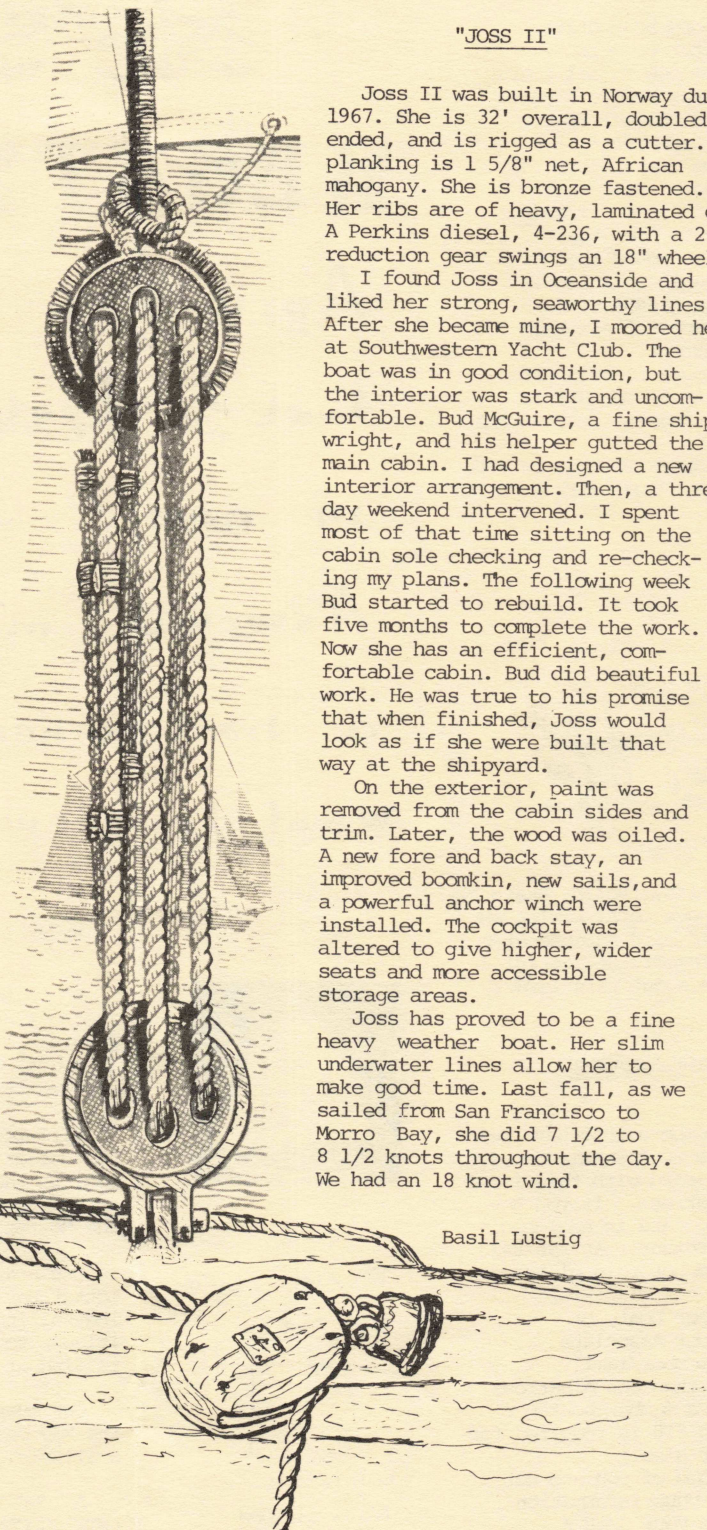 "JOSS II"
Joss II was built in Norway du
1967. She is 32' overall, doubled
ended, and is rigged as a cutter.
planking is 1 5/8" net, African
mahogany. She is bronze fastened.
Her ribs are of heavy, laminated
A Perkins diesel, 4-236, with a 2
reduction gear swings an 18" wheel
I found Joss in Oceanside and
liked her strong, seaworthy lines
After she became mine, I moored he
at Southwestern Yacht Club. The
boat was in good condition, but
the interior was stark and uncom-
fortable. Bud McGuire, a fine ship
wright, and his helper gutted the
main cabin. I had designed a new
interior arrangement. Then, a thre
day weekend intervened. I spent
most of that time sitting on the
cabin sole checking and re-check-
ing my plans. The following week
Bud started to rebuild. It took
five months to complete the work.
Now she has an efficient, com-
fortable cabin. Bud did beautiful
work. He was true to his promise
that when finished, Joss would
look as if she were built that
way at the shipyard.
On the exterior, paint was
removed from the cabin sides and
trim. Later, the wood was oiled.
A new fore and back stay, an
improved boomkin, new sails,and
a powerful anchor winch were
installed. The cockpit was
altered to give higher, wider
seats and more accessible
storage areas.
Joss has proved to be a fine
heavy weather boat. Her slim
underwater lines allow her to
make good time. Last fall, as we
sailed from San Francisco to
Morro Bay, she did 7 1/2 to
8 1/2 knots throughout the day.
We had an 18 knot wind.
Basil Lustig